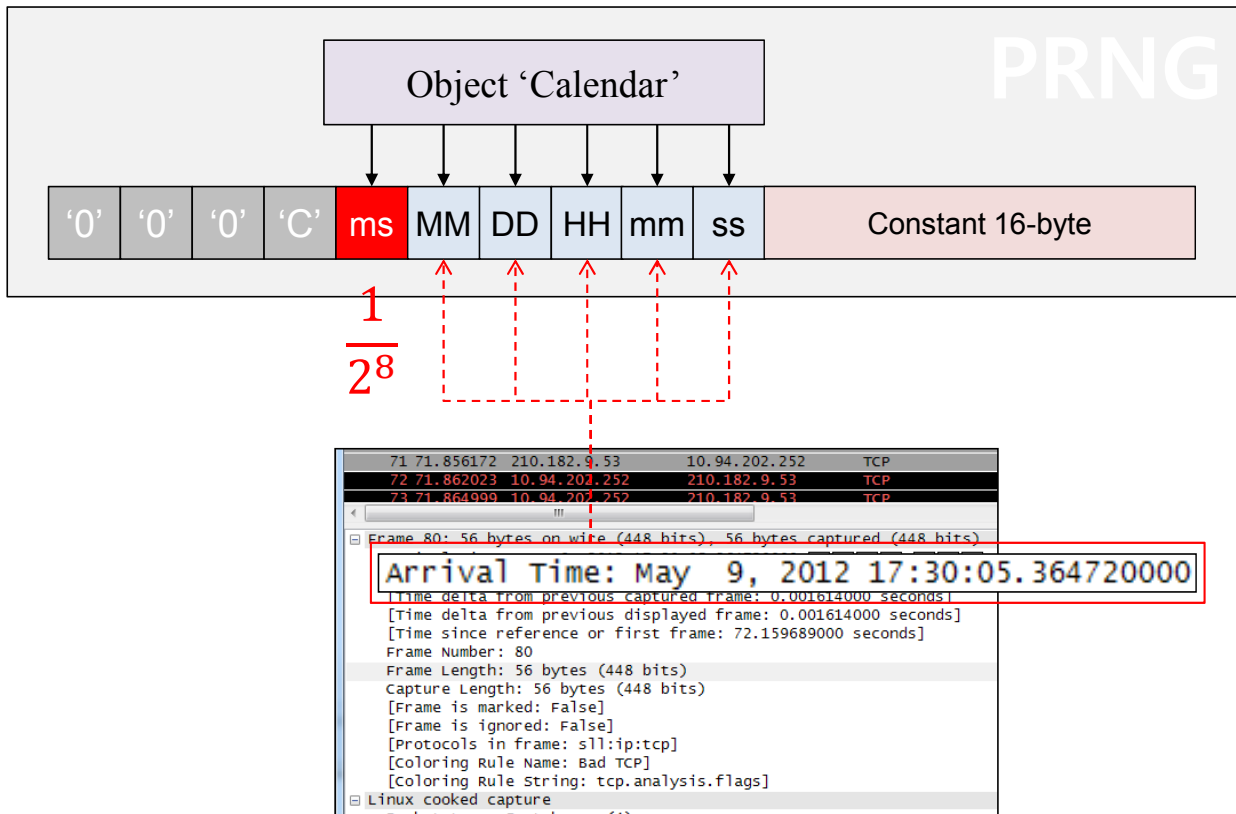 PRNG
Object ‘Calendar’
‘0’ ‘0’ ‘0’ ‘C’ ms MM DD HH mm ss Constant 16-byte
1
2⁸
71 71.856172 210.182.9.53 10.94.202.252 TCP
72 71.862023 10.94.202.252 210.182.9.53 TCP
73 71.864999 10.94.202.252 210.182.9.53 TCP
Frame 80: 56 bytes on wire (448 bits), 56 bytes captured (448 bits)
Arrival Time: May 9, 2012 17:30:05.364720000
[Time delta from previous captured frame: 0.001614000 seconds]
[Time delta from previous displayed frame: 0.001614000 seconds]
[Time since reference or first frame: 72.159689000 seconds]
Frame Number: 80
Frame Length: 56 bytes (448 bits)
Capture Length: 56 bytes (448 bits)
[Frame is marked: False]
[Frame is ignored: False]
[Protocols in frame: sll:ip:tcp]
[Coloring Rule Name: Bad TCP]
[Coloring Rule String: tcp.analysis.flags]
Linux cooked capture